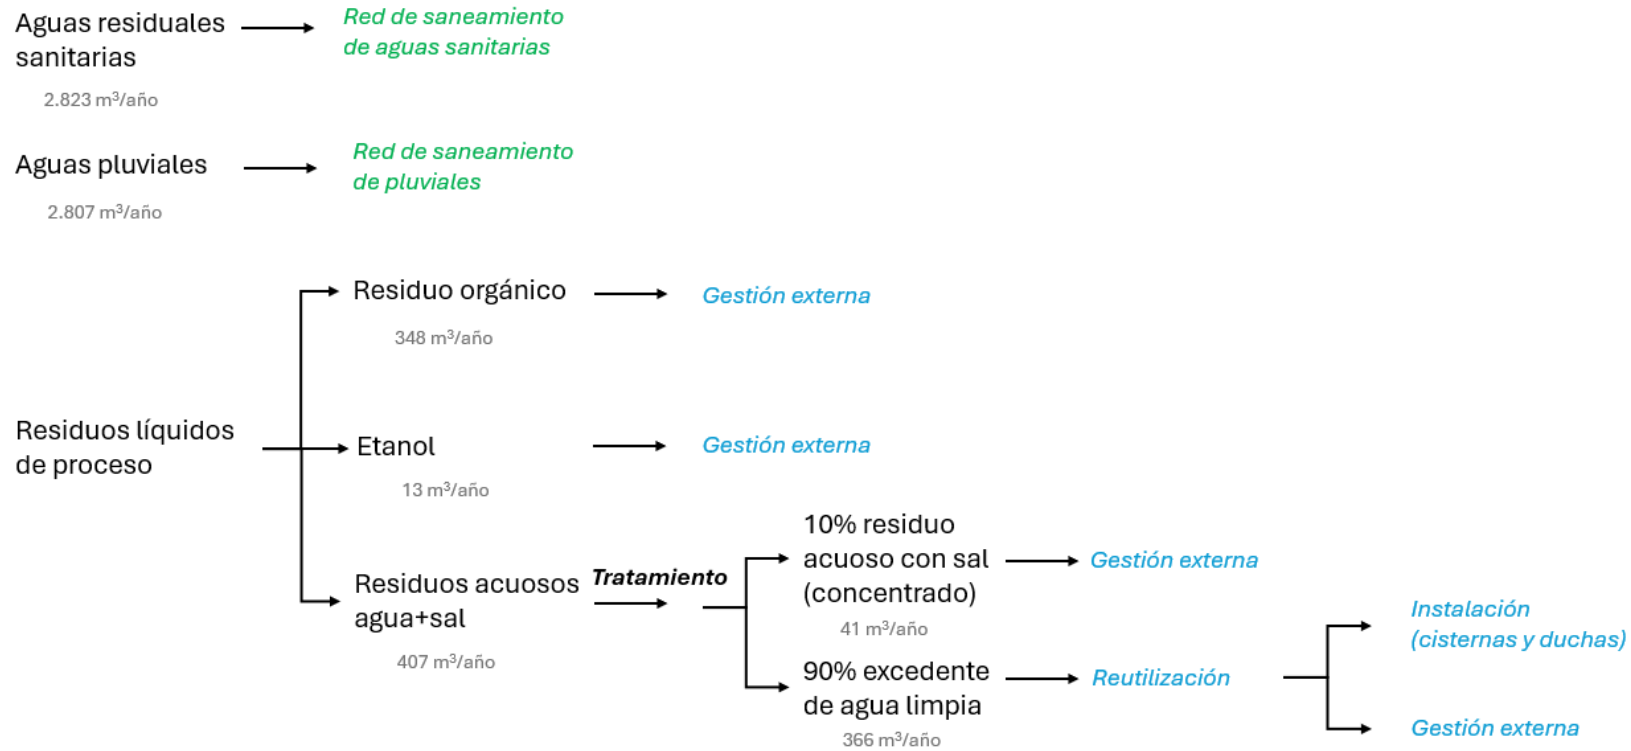 Aguas residuales
sanitarias
2.823 m³/año
Red de saneamiento
de aguas sanitarias
Aguas pluviales
2.807 m³/año
Red de saneamiento
de pluviales
Residuos líquidos
de proceso
Residuo orgánico
348 m³/año
Gestión externa
Etanol
13 m³/año
Gestión externa
Residuos acuosos
agua+sal
407 m³/año
Tratamiento
10% residuo
acuoso con sal
(concentrado)
41 m³/año
Gestión externa
90% excedente
de agua limpia
366 m³/año
Reutilización
Instalación
(cisternas y duchas)
Gestión externa